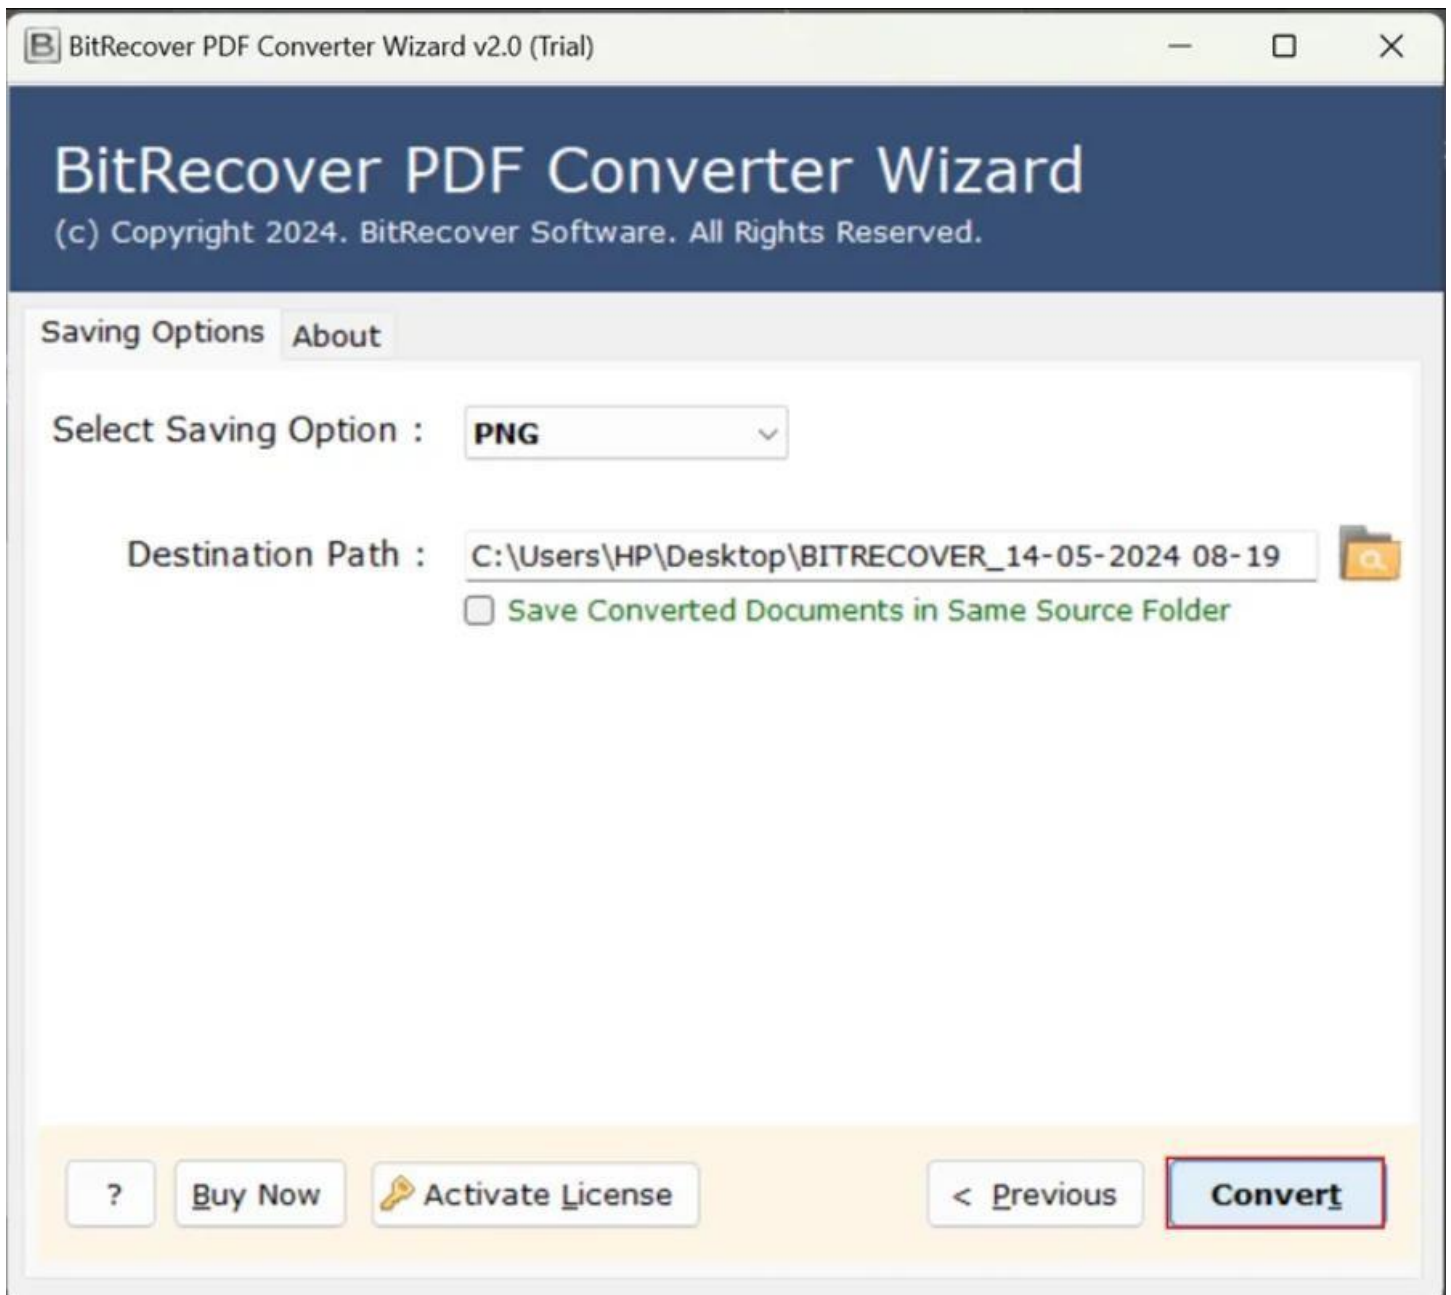 BitRecover PDF Converter Wizard v2.0 (Trial)
BitRecover PDF Converter Wizard
(c) Copyright 2024. BitRecover Software. All Rights Reserved.
Saving Options About
Select Saving Option : PNG
Destination Path : C:\Users\HP\Desktop\BITRECOVER_14-05-2024 08-19
Save Converted Documents in Same Source Folder
? Buy Now Activate License < Previous Convert